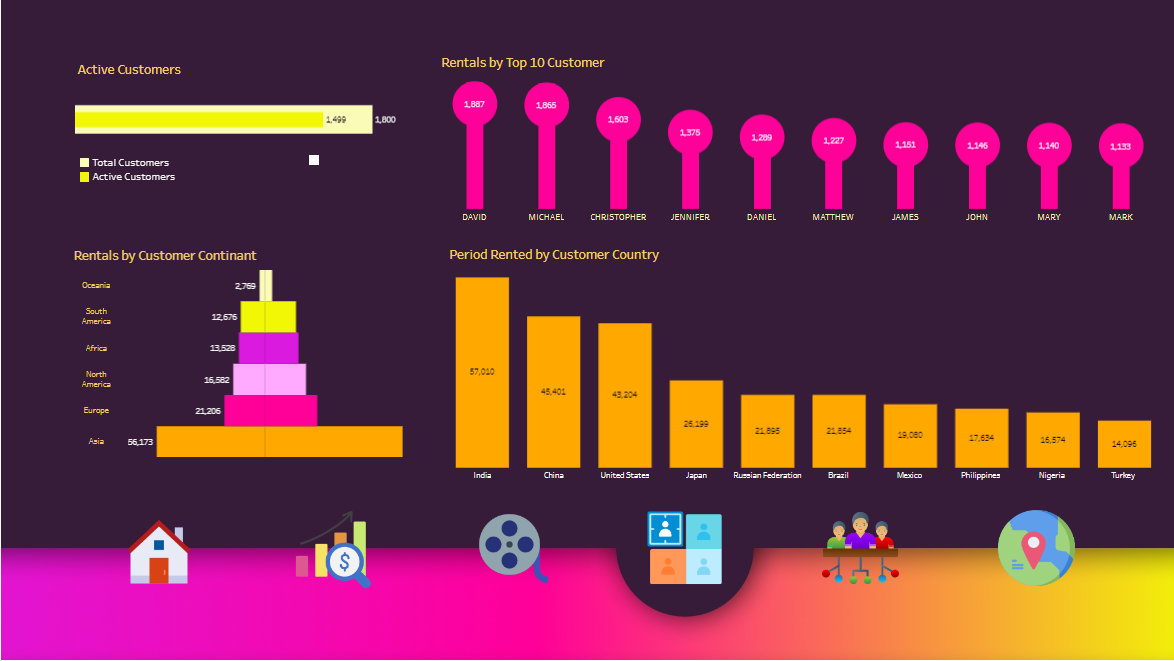 Active Customers
1,499
1,800
Total Customers
Active Customers
Rentals by Top 10 Customer
1,887
1,865
1,603
1,375
1,289
1,227
1,151
1,146
1,140
1,133
DAVID
MICHAEL
CHRISTOPHER
JENNIFER
DANIEL
MATTHEW
JAMES
JOHN
MARY
MARK
Rentals by Customer Continant
Oceania
2,769
South
America
12,676
Africa
13,528
North
America
16,582
Europe
21,206
Asia
56,173
Period Rented by Customer Country
57,010
45,401
43,204
26,199
21,895
21,854
19,080
17,634
16,574
14,096
India
China
United States
Japan
Russian Federation
Brazil
Mexico
Philippines
Nigeria
Turkey
$